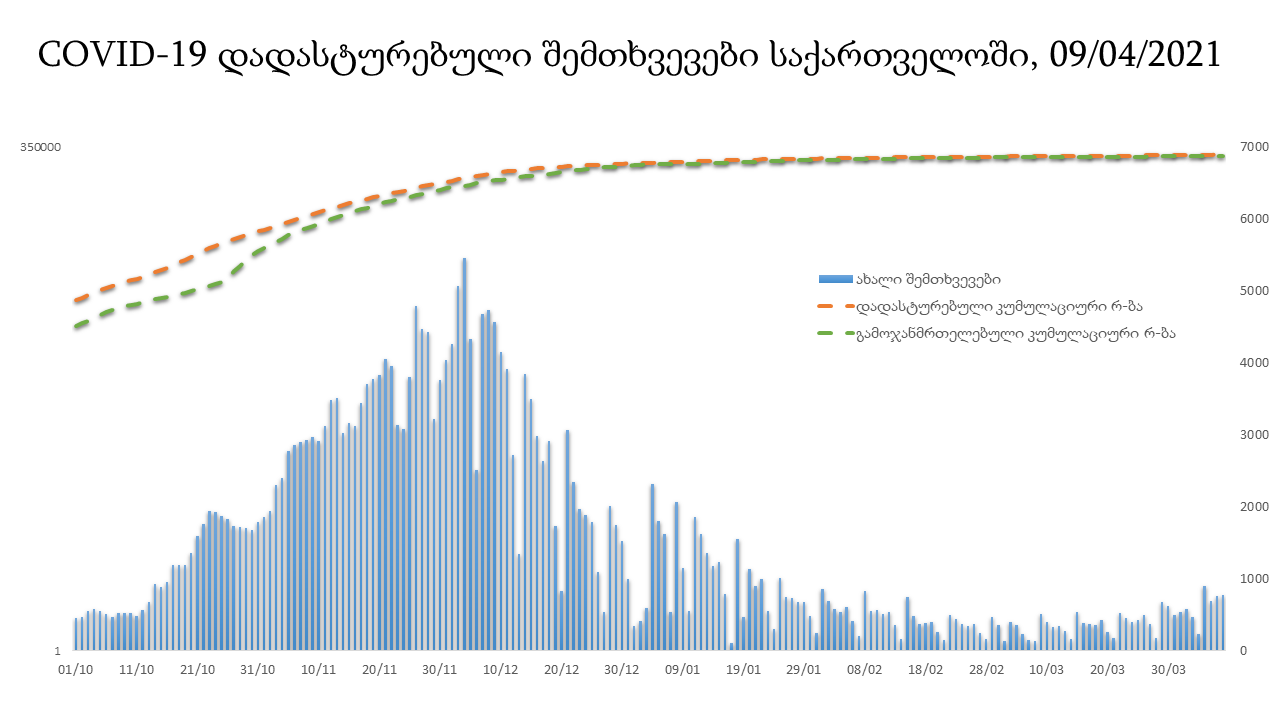 COVID-19 დადასტურებული შემთხვევები საქართველოში, 09/04/2021
350000
7000
6000
5000
4000
3000
2000
1000
0
1
ახალი შემთხვევები
დადასტურებული კუმულაციური რ-ბა
გამოჯანმრთელებული კუმულაციური რ-ბა
01/10 11/10 21/10 31/10 10/11 20/11 30/11 10/12 20/12 30/12 09/01 19/01 29/01 08/02 18/02 28/02 10/03 20/03 30/03